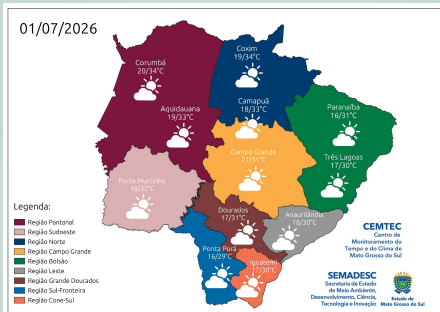 01/07/2026
Coxim
19/34°C
Corumbá
20/34°C
Camapuã
18/33°C
Aquidauana
19/33°C
Paranaíba
16/31°C
Campo Grande
21/31°C
Três Lagoas
17/30°C
Porto Murtinho
18/32°C
Dourados
17/31°C
Anaurilândia
18/30°C
Ponta Porã
16/29°C
Iguatemi
17/30°C
Legenda:
Região Pantanal
Região Sudoeste
Região Norte
Região Campo Grande
Região Bolsão
Região Leste
Região Grande Dourados
Região Sul-Fronteira
Região Cone-Sul
CEMTEC
Centro de
Monitoramento do
Tempo e do Clima de
Mato Grosso do Sul
SEMADESC
Secretaria de Estado
de Meio Ambiente,
Desenvolvimento, Ciência,
Tecnologia e Inovação
Estado de
Mato Grosso do Sul